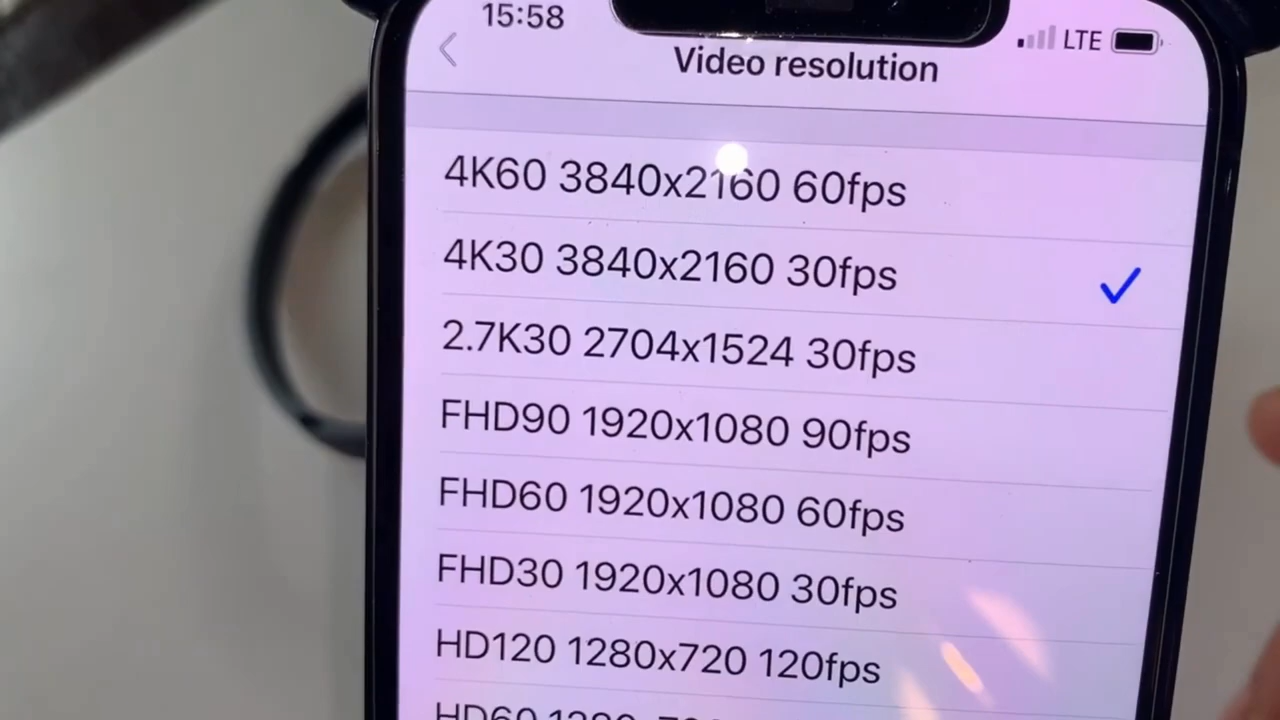 15:58
LTE
Video resolution
4K60 3840x2160 60fps
4K30 3840x2160 30fps
2.7K30 2704x1524 30fps
FHD90 1920x1080 90fps
FHD60 1920x1080 60fps
FHD30 1920x1080 30fps
HD120 1280x720 120fps
HD60